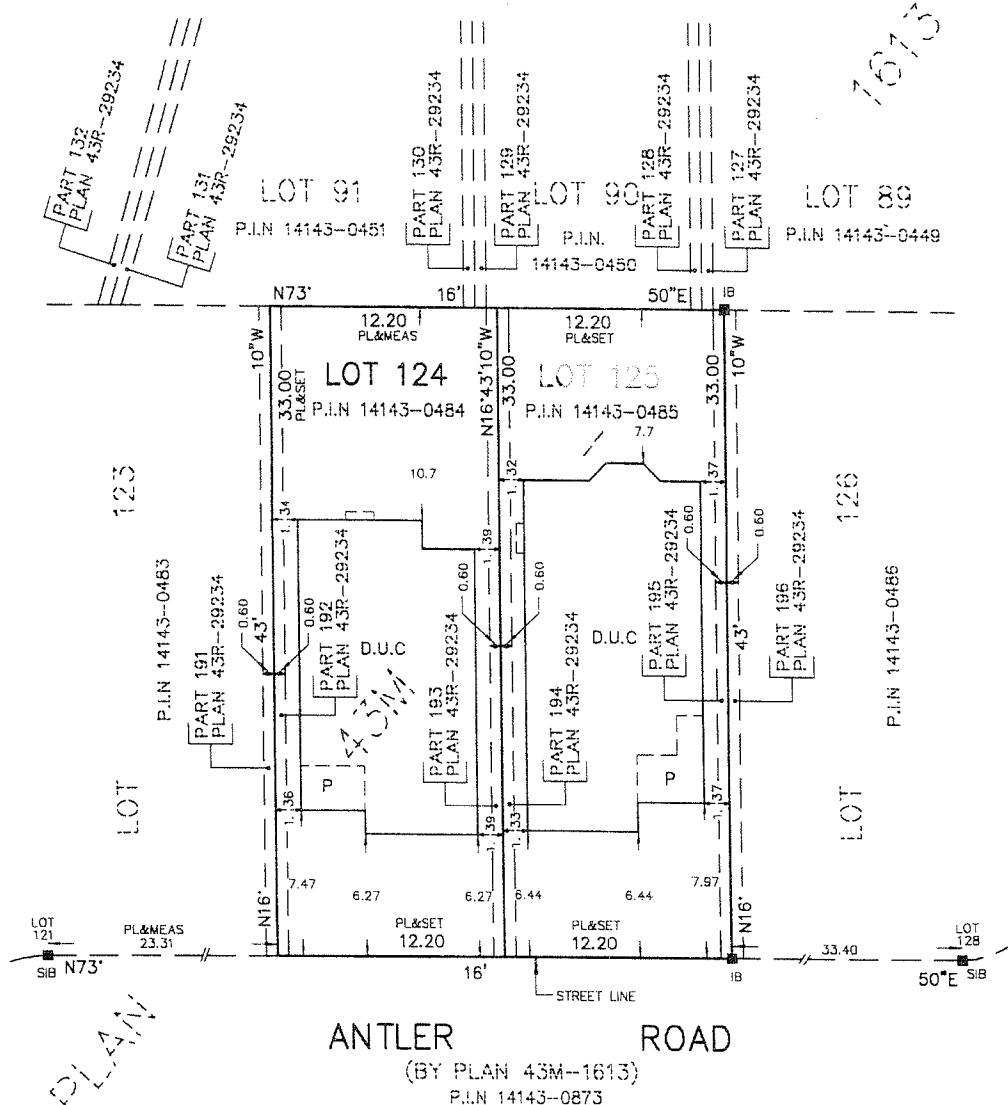 1613
PART 132
PLAN 43R-29234
PART 131
PLAN 43R-29234
LOT 91
P.I.N 14143-0451
PART 130
PLAN 43R-29234
PART 129
PLAN 43R-29234
LOT 90
P.I.N.
14143-0450
PART 128
PLAN 43R-29234
PART 127
PLAN 43R-29234
LOT 89
P.I.N 14143-0449
N73° 16' 50"E
IB
12.20
PL&MEAS
12.20
PL&SET
10"W
33.00
PL&SET
LOT 124
P.I.N 14143-0484
N16°43'10"W
33.00
LOT 125
P.I.N 14143-0485
33.00
10"W
7.7
10.7
1.32
1.37
1.34
1.39
123
126
0.60
0.60
0.60
0.60
0.60
0.60
P.I.N 14143-0483
PART 191
PLAN 43R-29234
43'
PART 192
PLAN 43R-29234
D.U.C
43M
PART 193
PLAN 43R-29234
PART 194
PLAN 43R-29234
D.U.C
PART 195
PLAN 43R-29234
43'
PART 196
PLAN 43R-29234
P.I.N 14143-0486
P
P
LOT
LOT
1.36
1.39
1.33
1.37
7.47
6.27
6.27
6.44
6.44
7.97
N16°
N16°
LOT
121
PL&MEAS
23.31
PL&SET
12.20
PL&SET
12.20
33.40
LOT
128
SIB
N73° 16' 50"E
IB
SIB
STREET LINE
PLAN
ANTLER ROAD
(BY PLAN 43M-1613)
P.I.N 14143-0873